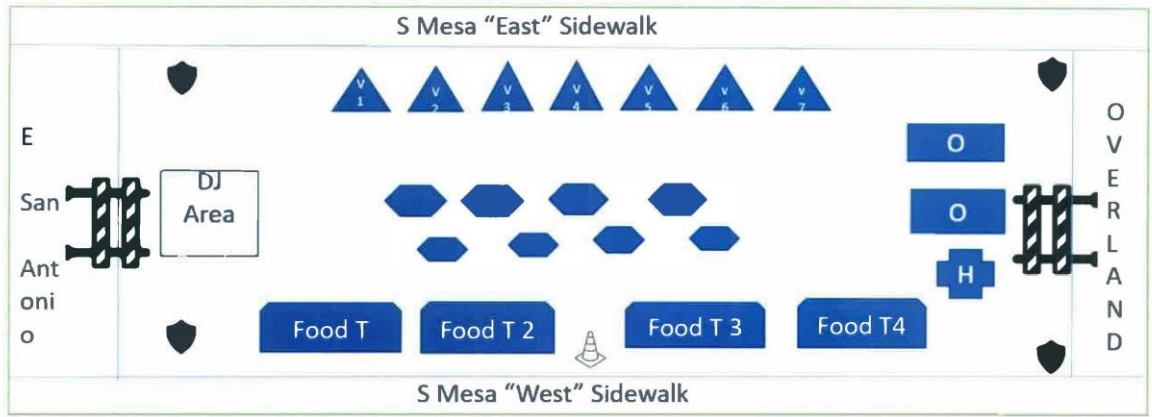 S Mesa “East” Sidewalk
V
1
V
2
V
3
V
4
V
5
V
6
V
7
E
San
Ant
oni
o
DJ
Area
O
O
H
O
V
E
R
L
A
N
D
Food T
Food T 2
Food T 3
Food T4
S Mesa “West” Sidewalk